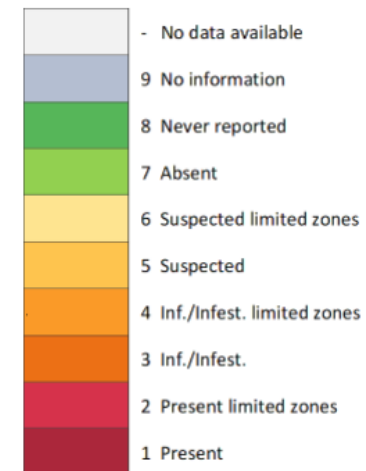 - No data available
9 No information
8 Never reported
7 Absent
6 Suspected limited zones
5 Suspected
4 Inf./Infest. limited zones
3 Inf./Infest.
2 Present limited zones
1 Present